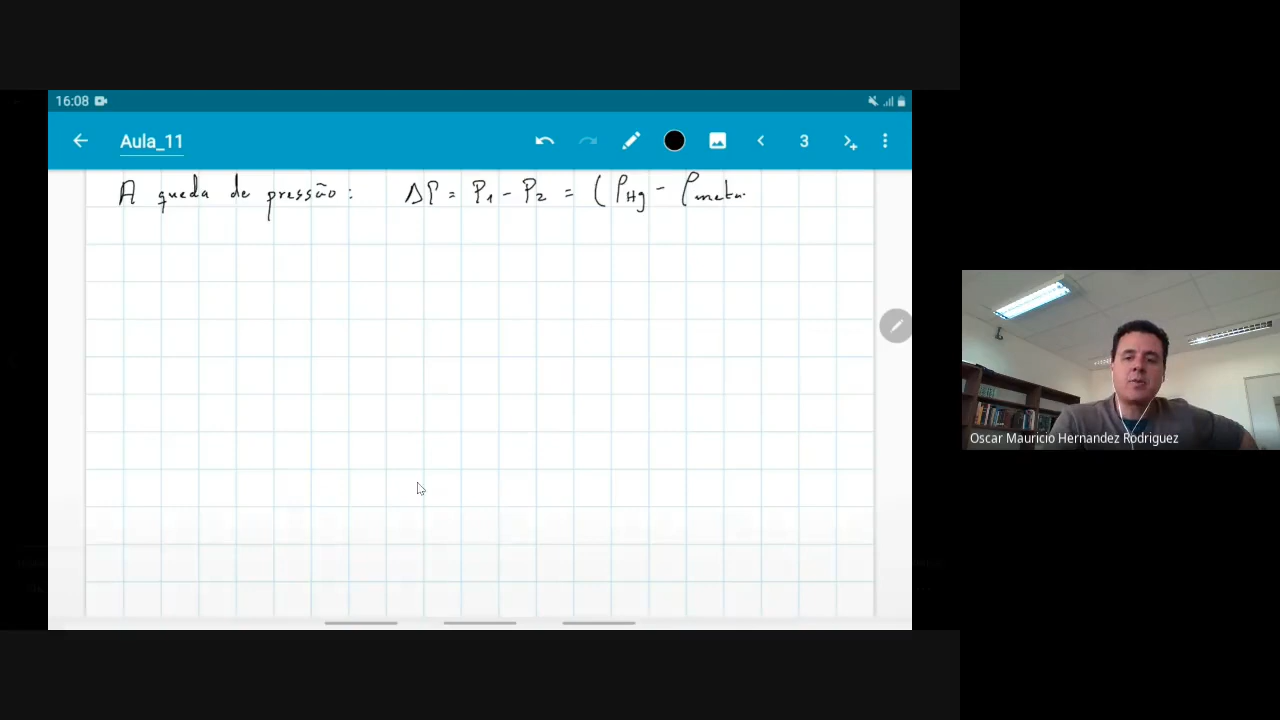 16:08
Aula_11
3
A queda de pressão: ΔP = P₁ - P₂ = (ρHg - ρmeta
Oscar Mauricio Hernandez Rodriguez